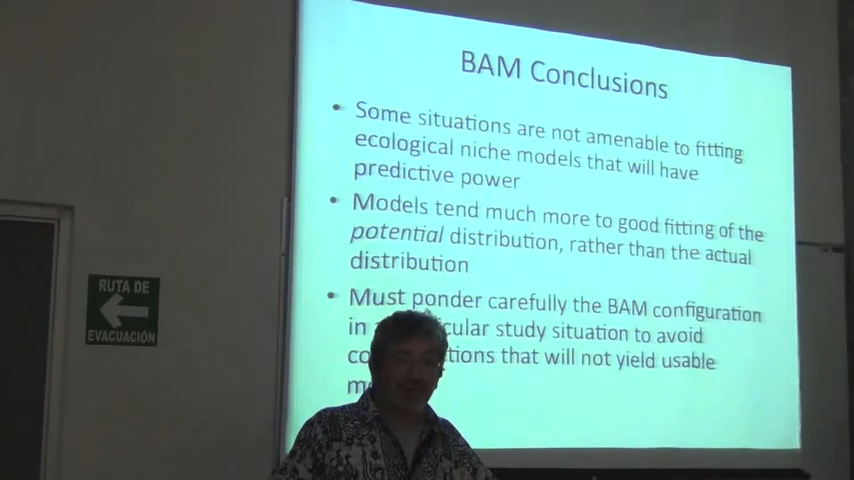 BAM Conclusions
• Some situations are not amenable to fitting
ecological niche models that will have
predictive power
• Models tend much more to good fitting of the
potential distribution, rather than the actual
distribution
• Must ponder carefully the BAM configuration
in study situation to avoid
that will not yield usable
RUTA DE
EVACUACIÓN